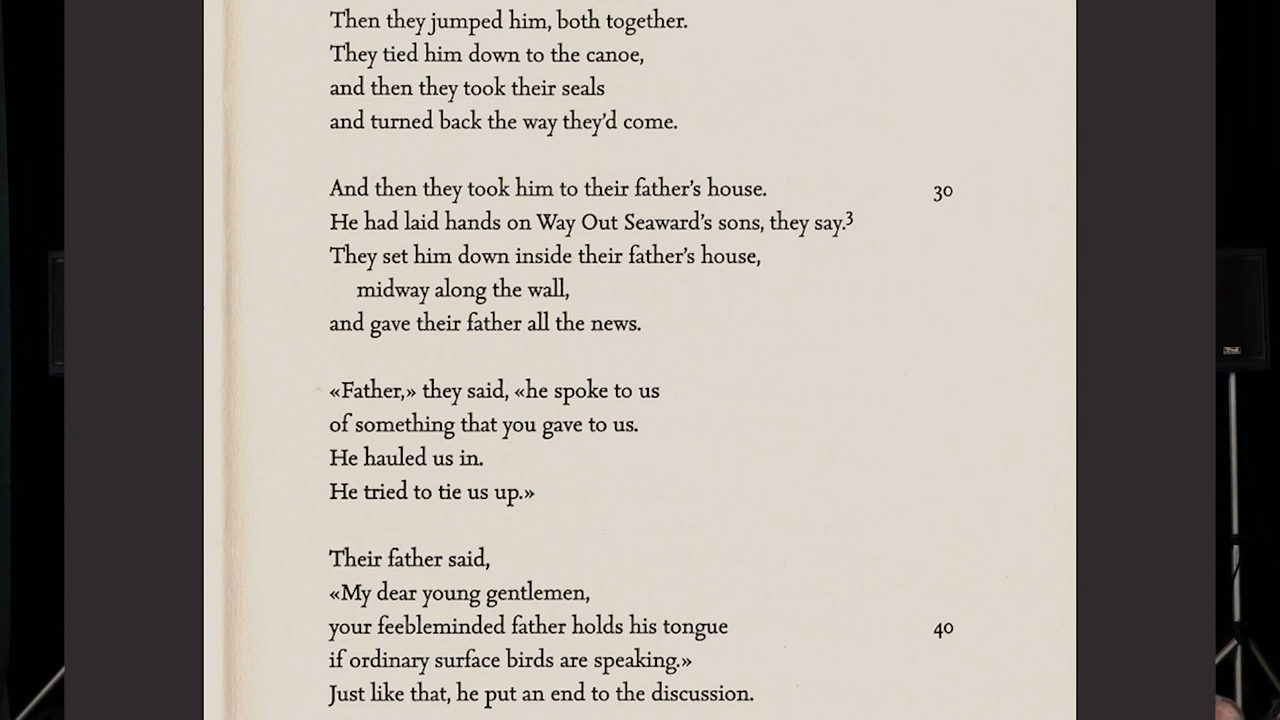 Then they jumped him, both together.
They tied him down to the canoe,
and then they took their seals
and turned back the way they'd come.
And then they took him to their father's house. 30
He had laid hands on Way Out Seaward's sons, they say.³
They set him down inside their father's house,
midway along the wall,
and gave their father all the news.
«Father,» they said, «he spoke to us
of something that you gave to us.
He hauled us in.
He tried to tie us up.»
Their father said,
«My dear young gentlemen,
your feebleminded father holds his tongue 40
if ordinary surface birds are speaking.»
Just like that, he put an end to the discussion.